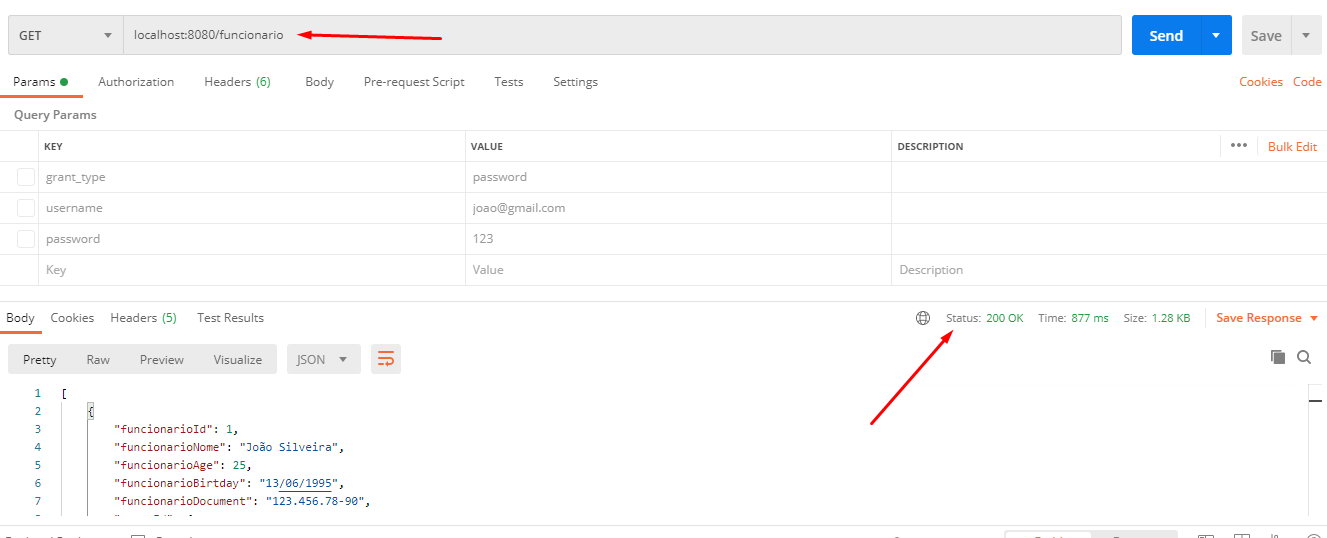 GET localhost:8080/funcionario Send Save
Params Authorization Headers (6) Body Pre-request Script Tests Settings Cookies Code
Query Params
KEY VALUE DESCRIPTION ••• Bulk Edit
grant_type password
username joao@gmail.com
password 123
Key Value Description
Body Cookies Headers (5) Test Results Status: 200 OK Time: 877 ms Size: 1.28 KB Save Response
Pretty Raw Preview Visualize JSON
1 [
2 {
3 "funcionarioId": 1,
4 "funcionarioNome": "João Silveira",
5 "funcionarioAge": 25,
6 "funcionarioBirtday": "13/06/1995",
7 "funcionarioDocument": "123.456.78-90",